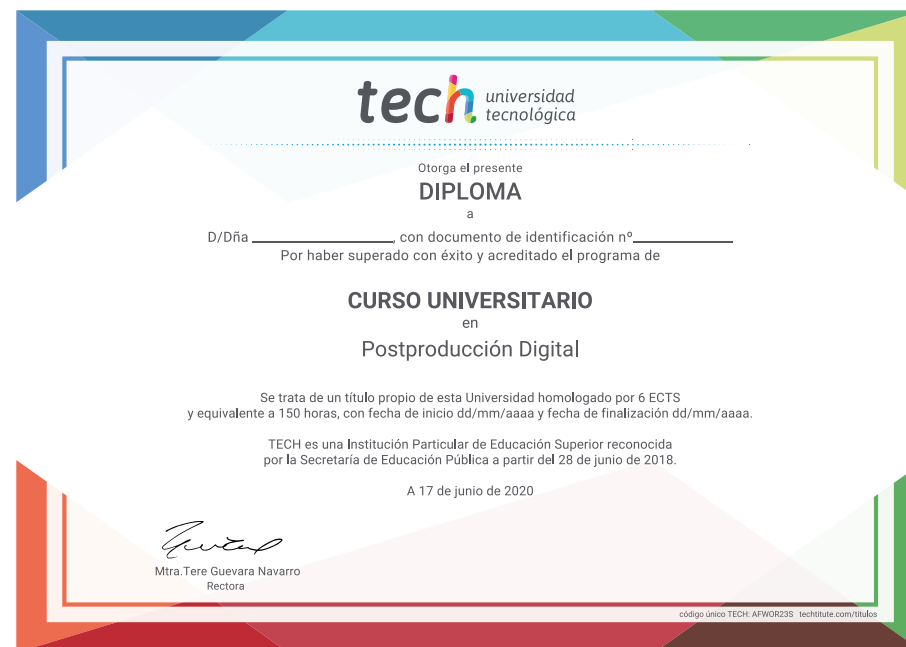 tech universidad
tecnológica
Otorga el presente
DIPLOMA
a
D/Dña ____________________, con documento de identificación nº______________
Por haber superado con éxito y acreditado el programa de
CURSO UNIVERSITARIO
en
Postproducción Digital
Se trata de un título propio de esta Universidad homologado por 6 ECTS
y equivalente a 150 horas, con fecha de inicio dd/mm/aaaa y fecha de finalización dd/mm/aaaa.
TECH es una Institución Particular de Educación Superior reconocida
por la Secretaría de Educación Pública a partir del 28 de junio de 2018.
A 17 de junio de 2020
Mtra.Tere Guevara Navarro
Rectora
código único TECH: AFWOR23S techtitute.com/titulos